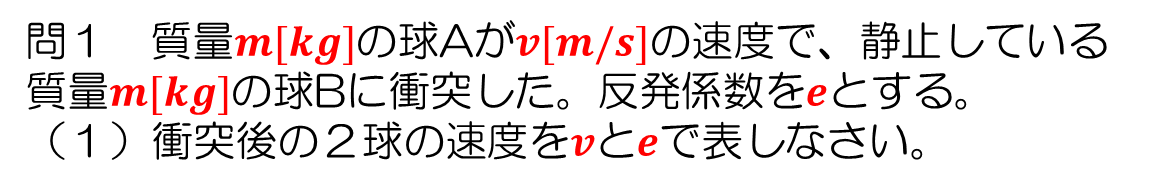 問１　質量m[kg]の球Aがv[m/s]の速度で、静止している
質量m[kg]の球Bに衝突した。反発係数をeとする。
（１）衝突後の２球の速度をvとeで表しなさい。